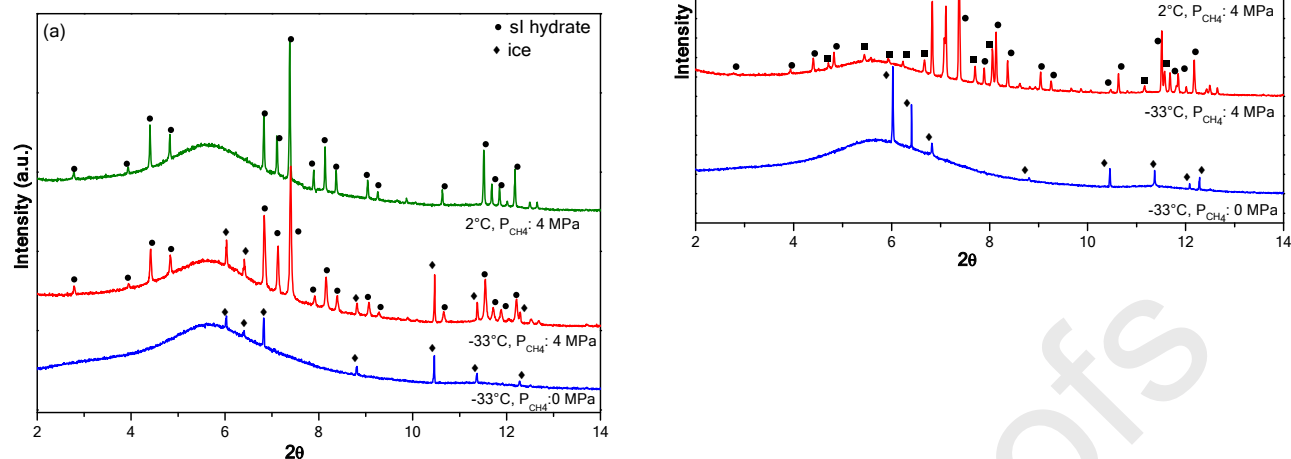 (a)
● sI hydrate
♦ ice
Intensity (a.u.)
2°C, PCH4: 4 MPa
-33°C, PCH4: 4 MPa
-33°C, PCH4:0 MPa
2 4 6 8 10 12 14
2θ
Intensity
2°C, PCH4: 4 MPa
-33°C, PCH4: 4 MPa
-33°C, PCH4: 0 MPa
2 4 6 8 10 12 14
2θ
ofs